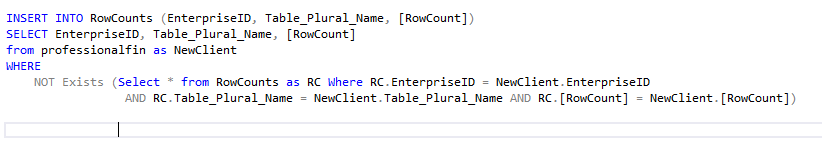 INSERT INTO RowCounts (EnterpriseID, Table_Plural_Name, [RowCount])
SELECT EnterpriseID, Table_Plural_Name, [RowCount]
from professionalfin as NewClient
WHERE
NOT Exists (Select * from RowCounts as RC Where RC.EnterpriseID = NewClient.EnterpriseID
AND RC.Table_Plural_Name = NewClient.Table_Plural_Name AND RC.[RowCount] = NewClient.[RowCount])